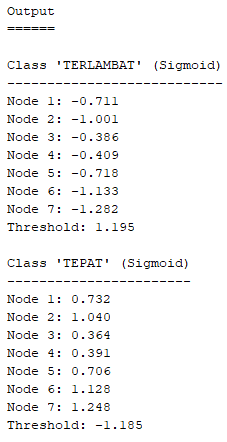 Output
======
Class 'TERLAMBAT' (Sigmoid)
---------------------------
Node 1: -0.711
Node 2: -1.001
Node 3: -0.386
Node 4: -0.409
Node 5: -0.718
Node 6: -1.133
Node 7: -1.282
Threshold: 1.195
Class 'TEPAT' (Sigmoid)
-----------------------
Node 1: 0.732
Node 2: 1.040
Node 3: 0.364
Node 4: 0.391
Node 5: 0.706
Node 6: 1.128
Node 7: 1.248
Threshold: -1.185